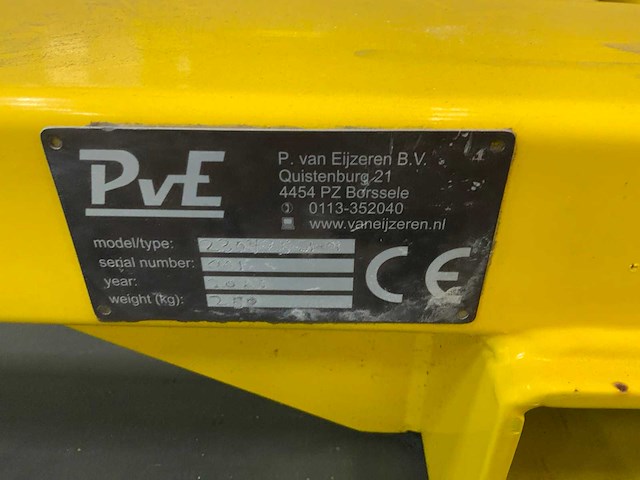 PvE
P. van Eijzeren B.V.
Quistenburg 21
4454 PZ Borssele
0113-352040
www.vaneijzeren.nl
model/type:
serial number:
year:
weight (kg):
CE